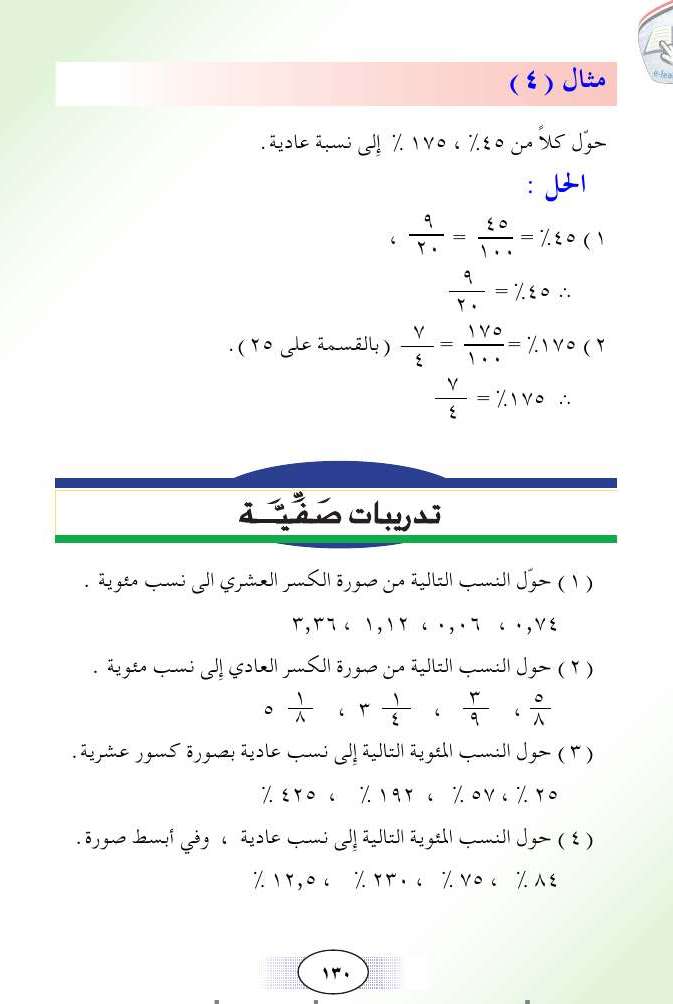 e-lea
مثال ( ٤ )
حوّل كلاً من ٤٥٪ ، ١٧٥ ٪ إلى نسبة عادية .
الحل :
١ ) ٤٥٪ = ٤٥/١٠٠ = ٩/٢٠ ،
∴ ٤٥٪ = ٩/٢٠
٢ ) ١٧٥٪ = ١٧٥/١٠٠ = ٧/٤ ( بالقسمة على ٢٥ ) .
∴ ١٧٥٪ = ٧/٤
تدريبات صَفِّيَّـــة
( ١ ) حوّل النسب التالية من صورة الكسر العشري الى نسب مئوية .
٠,٧٤ ، ٠,٠٦ ، ١,١٢ ، ٣,٣٦
( ٢ ) حول النسب التالية من صورة الكسر العادي إلى نسب مئوية .
٥/٨ ، ٣/٩ ، ١/٤ ٣ ، ١/٨ ٥
( ٣ ) حول النسب المئوية التالية إلى نسب عادية بصورة كسور عشرية .
٢٥ ٪ ، ٥٧ ٪ ، ١٩٢ ٪ ، ٤٢٥ ٪
( ٤ ) حول النسب المئوية التالية إلى نسب عادية ، وفي أبسط صورة .
٨٤ ٪ ، ٧٥ ٪ ، ٢٣٠ ٪ ، ١٢,٥ ٪
١٣٠